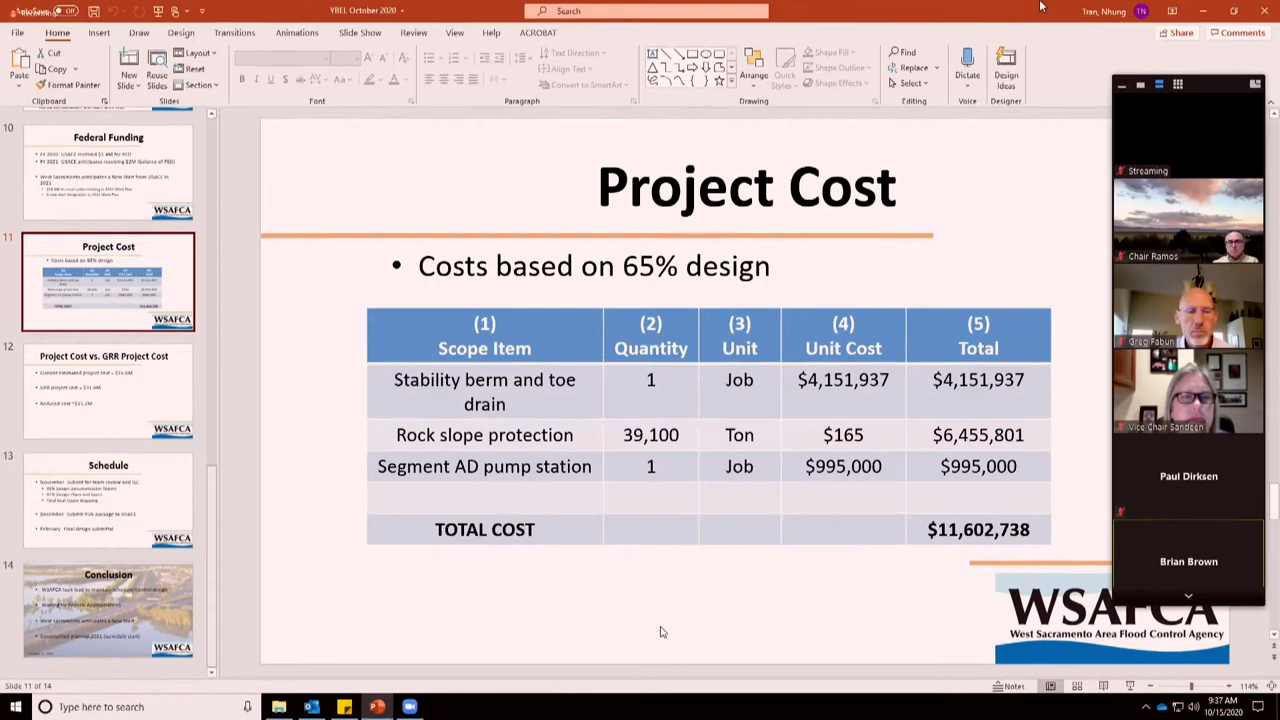 AutoSave Off
YBEL October 2020
Search
Tran, Nhung
TN
File Home Insert Draw Design Transitions Animations Slide Show Review View Help ACROBAT
Share
Comments
Paste
Cut
Copy
Format Painter
Clipboard
New Slide
Reuse Slides
Layout
Reset
Section
Slides
Font
Text Direction
Align Text
Convert to SmartArt
Paragraph
Arrange
Quick Styles
Shape Fill
Shape Outline
Shape Effects
Drawing
Find
Replace
Select
Editing
Dictate
Voice
Design Ideas
Designer
10
Federal Funding
WSAFCA
11
Project Cost
Costs based on 65% design
WSAFCA
12
Project Cost vs. GRR Project Cost
WSAFCA
13
Schedule
WSAFCA
14
Conclusion
WSAFCA
Project Cost
• Costs based on 65% design
(1) (2) (3) (4) (5)
Scope Item Quantity Unit Unit Cost Total
Stability berm and toe drain 1 Job $4,151,937 $4,151,937
Rock slope protection 39,100 Ton $165 $6,455,801
Segment AD pump station 1 Job $995,000 $995,000
TOTAL COST $11,602,738
WSAFCA
West Sacramento Area Flood Control Agency
Streaming
Chair Ramos
Greg Fabun
Vice Chair Sandeen
Paul Dirksen
Brian Brown
Slide 11 of 14
Notes
114%
Type here to search
9:37 AM
10/15/2020